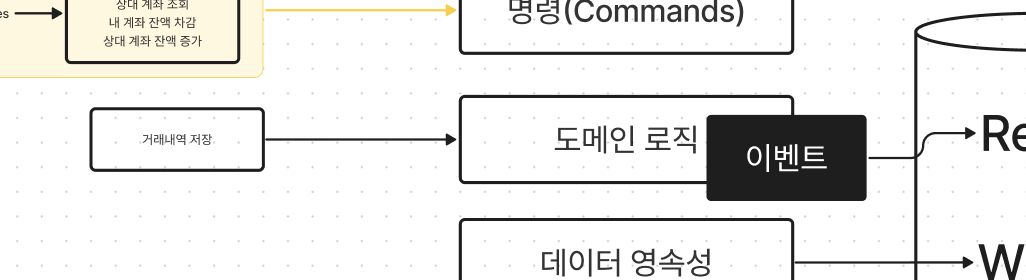 es
상대 계좌 조회
내 계좌 잔액 차감
상대 계좌 잔액 증가
명령(Commands)
거래내역 저장
도메인 로직
이벤트
Re
데이터 영속성
W